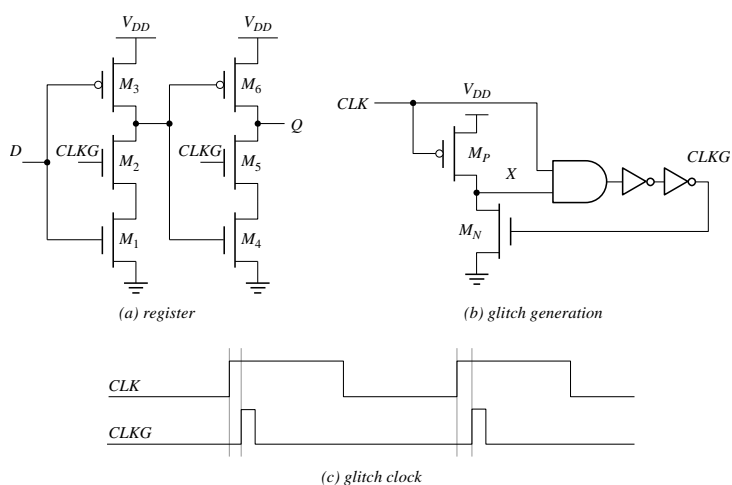 V_DD
V_DD
M_3
M_6
D
CLKG
M_2
CLKG
M_5
Q
M_1
M_4
(a) register
CLK
V_DD
M_P
X
CLKG
M_N
(b) glitch generation
CLK
CLKG
(c) glitch clock